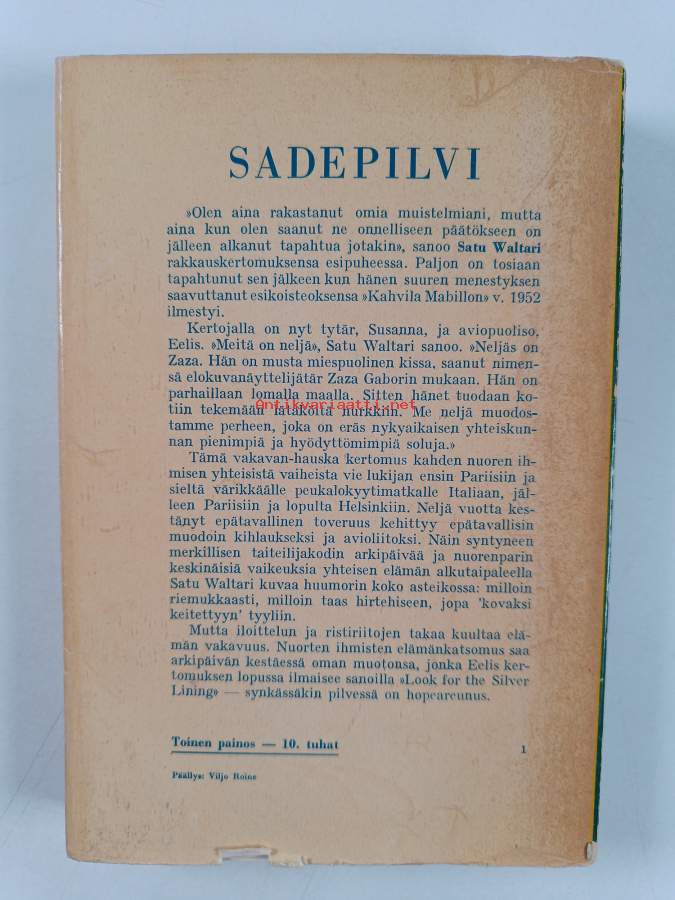 SADEPILVI
»Olen aina rakastanut omia muistelmiani, mutta
aina kun olen saanut ne onnelliseen päätökseen on
jälleen alkanut tapahtua jotakin», sanoo Satu Waltari
rakkauskertomuksensa esipuheessa. Paljon on tosiaan
tapahtunut sen jälkeen kun hänen suuren menestyksen
saavuttanut esikoisteoksensa »Kahvila Mabillon» v. 1952
ilmestyi.
Kertojalla on nyt tytär, Susanna, ja aviopuoliso,
Eelis. »Meitä on neljä», Satu Waltari sanoo. »Neljäs on
Zaza. Hän on musta miespuolinen kissa, saanut nimen-
sä elokuvanäyttelijätär Zaza Gaborin mukaan. Hän on
parhaillaan lomalla maalla. Sitten hänet tuodaan ko-
tiin tekemään lätäköitä nurkkiin. Me neljä muodos-
Antikvariaatti.net
tamme perheen, joka on eräs nykyaikaisen yhteiskun-
nan pienimpiä ja hyödyttömimpiä soluja.»
Tämä vakavan-hauska kertomus kahden nuoren ih-
misen yhteisistä vaiheista vie lukijan ensin Pariisiin ja
sieltä värikkäälle peukalokyytimatkalle Italiaan, jäl-
leen Pariisiin ja lopulta Helsinkiin. Neljä vuotta kes-
tänyt epätavallinen toveruus kehittyy epätavallisin
muodoin kihlaukseksi ja avioliitoksi. Näin syntyneen
merkillisen taiteilijakodin arkipäivää ja nuorenparin
keskinäisiä vaikeuksia yhteisen elämän alkutaipaleella
Satu Waltari kuvaa huumorin koko asteikossa: milloin
riemukkaasti, milloin taas hirtehiseen, jopa 'kovaksi
keitettyyn' tyyliin.
Mutta iloittelun ja ristiriitojen takaa kuultaa elä-
män vakavuus. Nuorten ihmisten elämänkatsomus saa
arkipäivän kestäessä oman muotonsa, jonka Eelis ker-
tomuksen lopussa ilmaisee sanoilla »Look for the Silver
Lining» — synkässäkin pilvessä on hopeareunus.
Toinen painos — 10. tuhat
1
Päällys: Viljo Roine